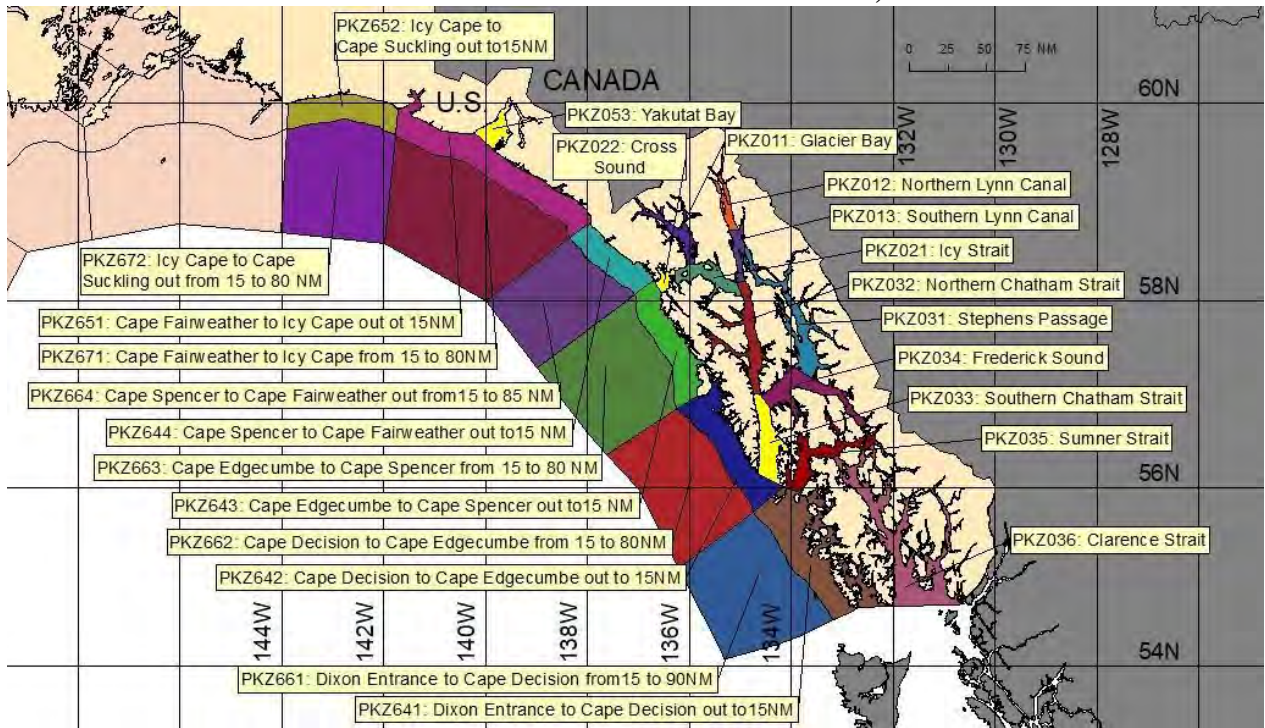 PKZ652: Icy Cape to
Cape Suckling out to15NM
CANADA
U.S
0 25 50 75 NM
60N
PKZ053: Yakutat Bay
PKZ022: Cross
Sound
PKZ011: Glacier Bay
132W
130W
128W
PKZ012: Northern Lynn Canal
PKZ013: Southern Lynn Canal
PKZ021: Icy Strait
PKZ672: Icy Cape to Cape
Suckling out from 15 to 80 NM
PKZ032: Northern Chatham Strait
58N
PKZ651: Cape Fairweather to Icy Cape out ot 15NM
PKZ031: Stephens Passage
PKZ671: Cape Fairweather to Icy Cape from 15 to 80NM
PKZ034: Frederick Sound
PKZ664: Cape Spencer to Cape Fairweather out from15 to 85 NM
PKZ033: Southern Chatham Strait
PKZ644: Cape Spencer to Cape Fairweather out to15 NM
PKZ035: Sumner Strait
PKZ663: Cape Edgecumbe to Cape Spencer from 15 to 80 NM
56N
PKZ643: Cape Edgecumbe to Cape Spencer out to15 NM
PKZ662: Cape Decision to Cape Edgecumbe from 15 to 80NM
PKZ036: Clarence Strait
PKZ642: Cape Decision to Cape Edgecumbe out to 15NM
144W
142W
140W
138W
136W
134W
54N
PKZ661: Dixon Entrance to Cape Decision from15 to 90NM
PKZ641: Dixon Entrance to Cape Decision out to15NM